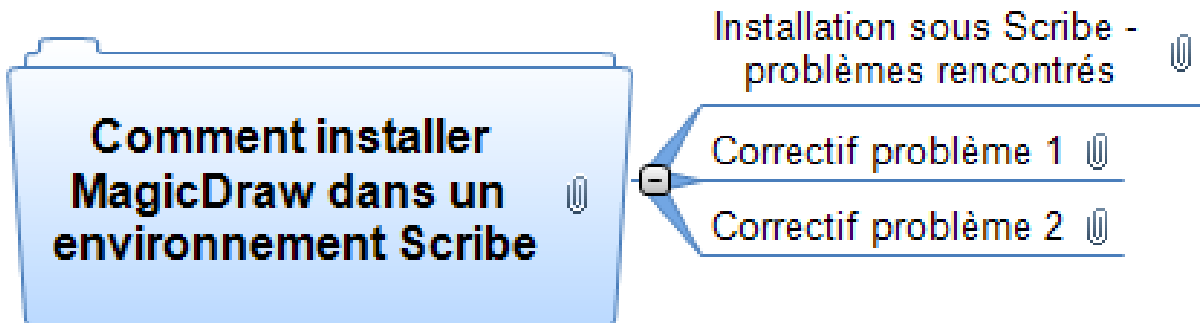 Comment installer
MagicDraw dans un
environnement Scribe
Installation sous Scribe -
problèmes rencontrés
Correctif problème 1
Correctif problème 2